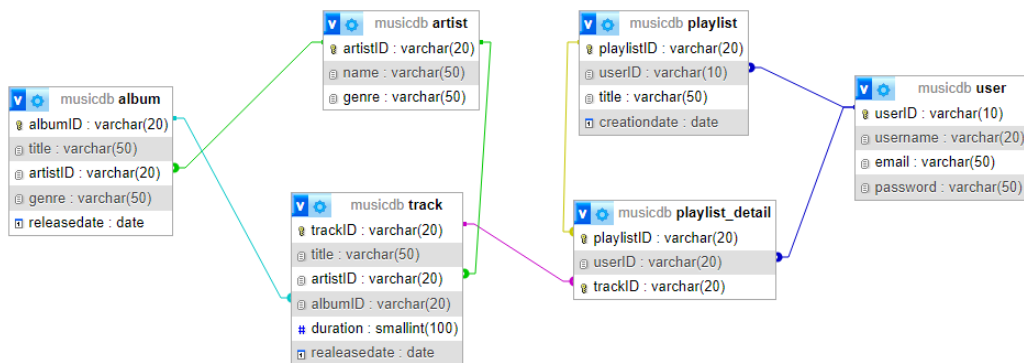 musicdb album
albumID : varchar(20)
title : varchar(50)
artistID : varchar(20)
genre : varchar(50)
releasedate : date
musicdb artist
artistID : varchar(20)
name : varchar(50)
genre : varchar(50)
musicdb track
trackID : varchar(20)
title : varchar(50)
artistID : varchar(20)
albumID : varchar(20)
# duration : smallint(100)
realeasedate : date
musicdb playlist
playlistID : varchar(20)
userID : varchar(10)
title : varchar(50)
creationdate : date
musicdb playlist_detail
playlistID : varchar(20)
userID : varchar(20)
trackID : varchar(20)
musicdb user
userID : varchar(10)
username : varchar(20)
email : varchar(50)
password : varchar(50)